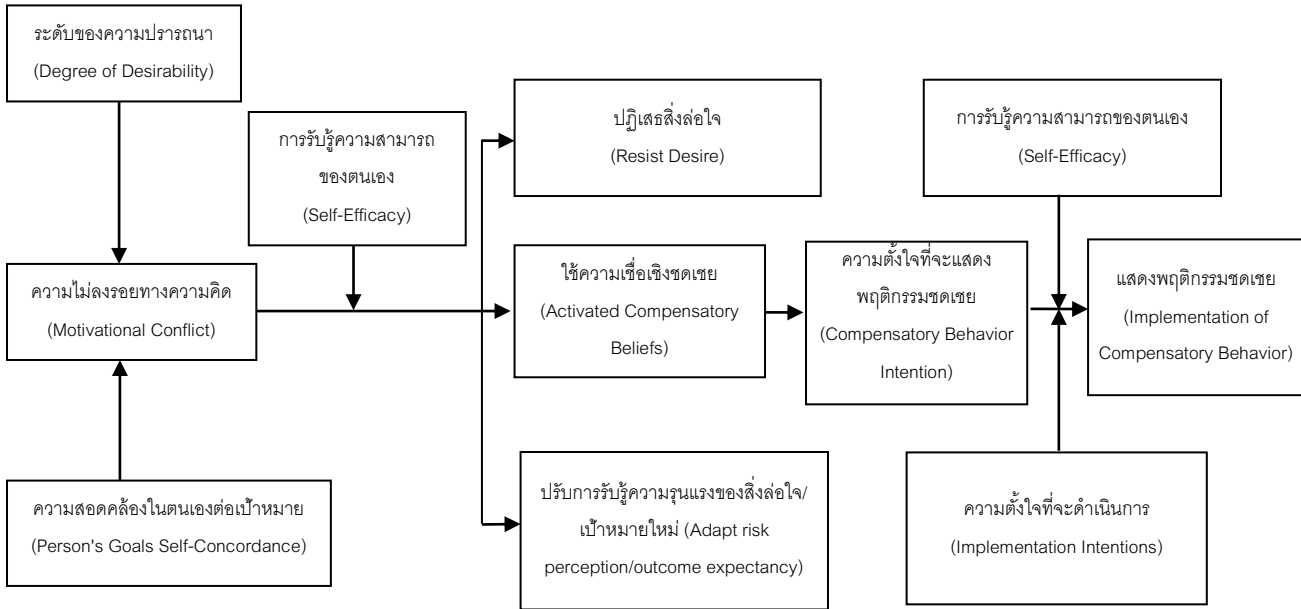 ระดับของความปรารถนา
(Degree of Desirability)
การรับรู้ความสามารถ
ของตนเอง
(Self-Efficacy)
ปฏิเสธสิ่งล่อใจ
(Resist Desire)
การรับรู้ความสามารถของตนเอง
(Self-Efficacy)
ความไม่ลงรอยทางความคิด
(Motivational Conflict)
ใช้ความเชื่อเชิงชดเชย
(Activated Compensatory
Beliefs)
ความตั้งใจที่จะแสดง
พฤติกรรมชดเชย
(Compensatory Behavior
Intention)
แสดงพฤติกรรมชดเชย
(Implementation of
Compensatory Behavior)
ความสอดคล้องในตนเองต่อเป้าหมาย
(Person's Goals Self-Concordance)
ปรับการรับรู้ความรุนแรงของสิ่งล่อใจ/
เป้าหมายใหม่ (Adapt risk
perception/outcome expectancy)
ความตั้งใจที่จะดำเนินการ
(Implementation Intentions)